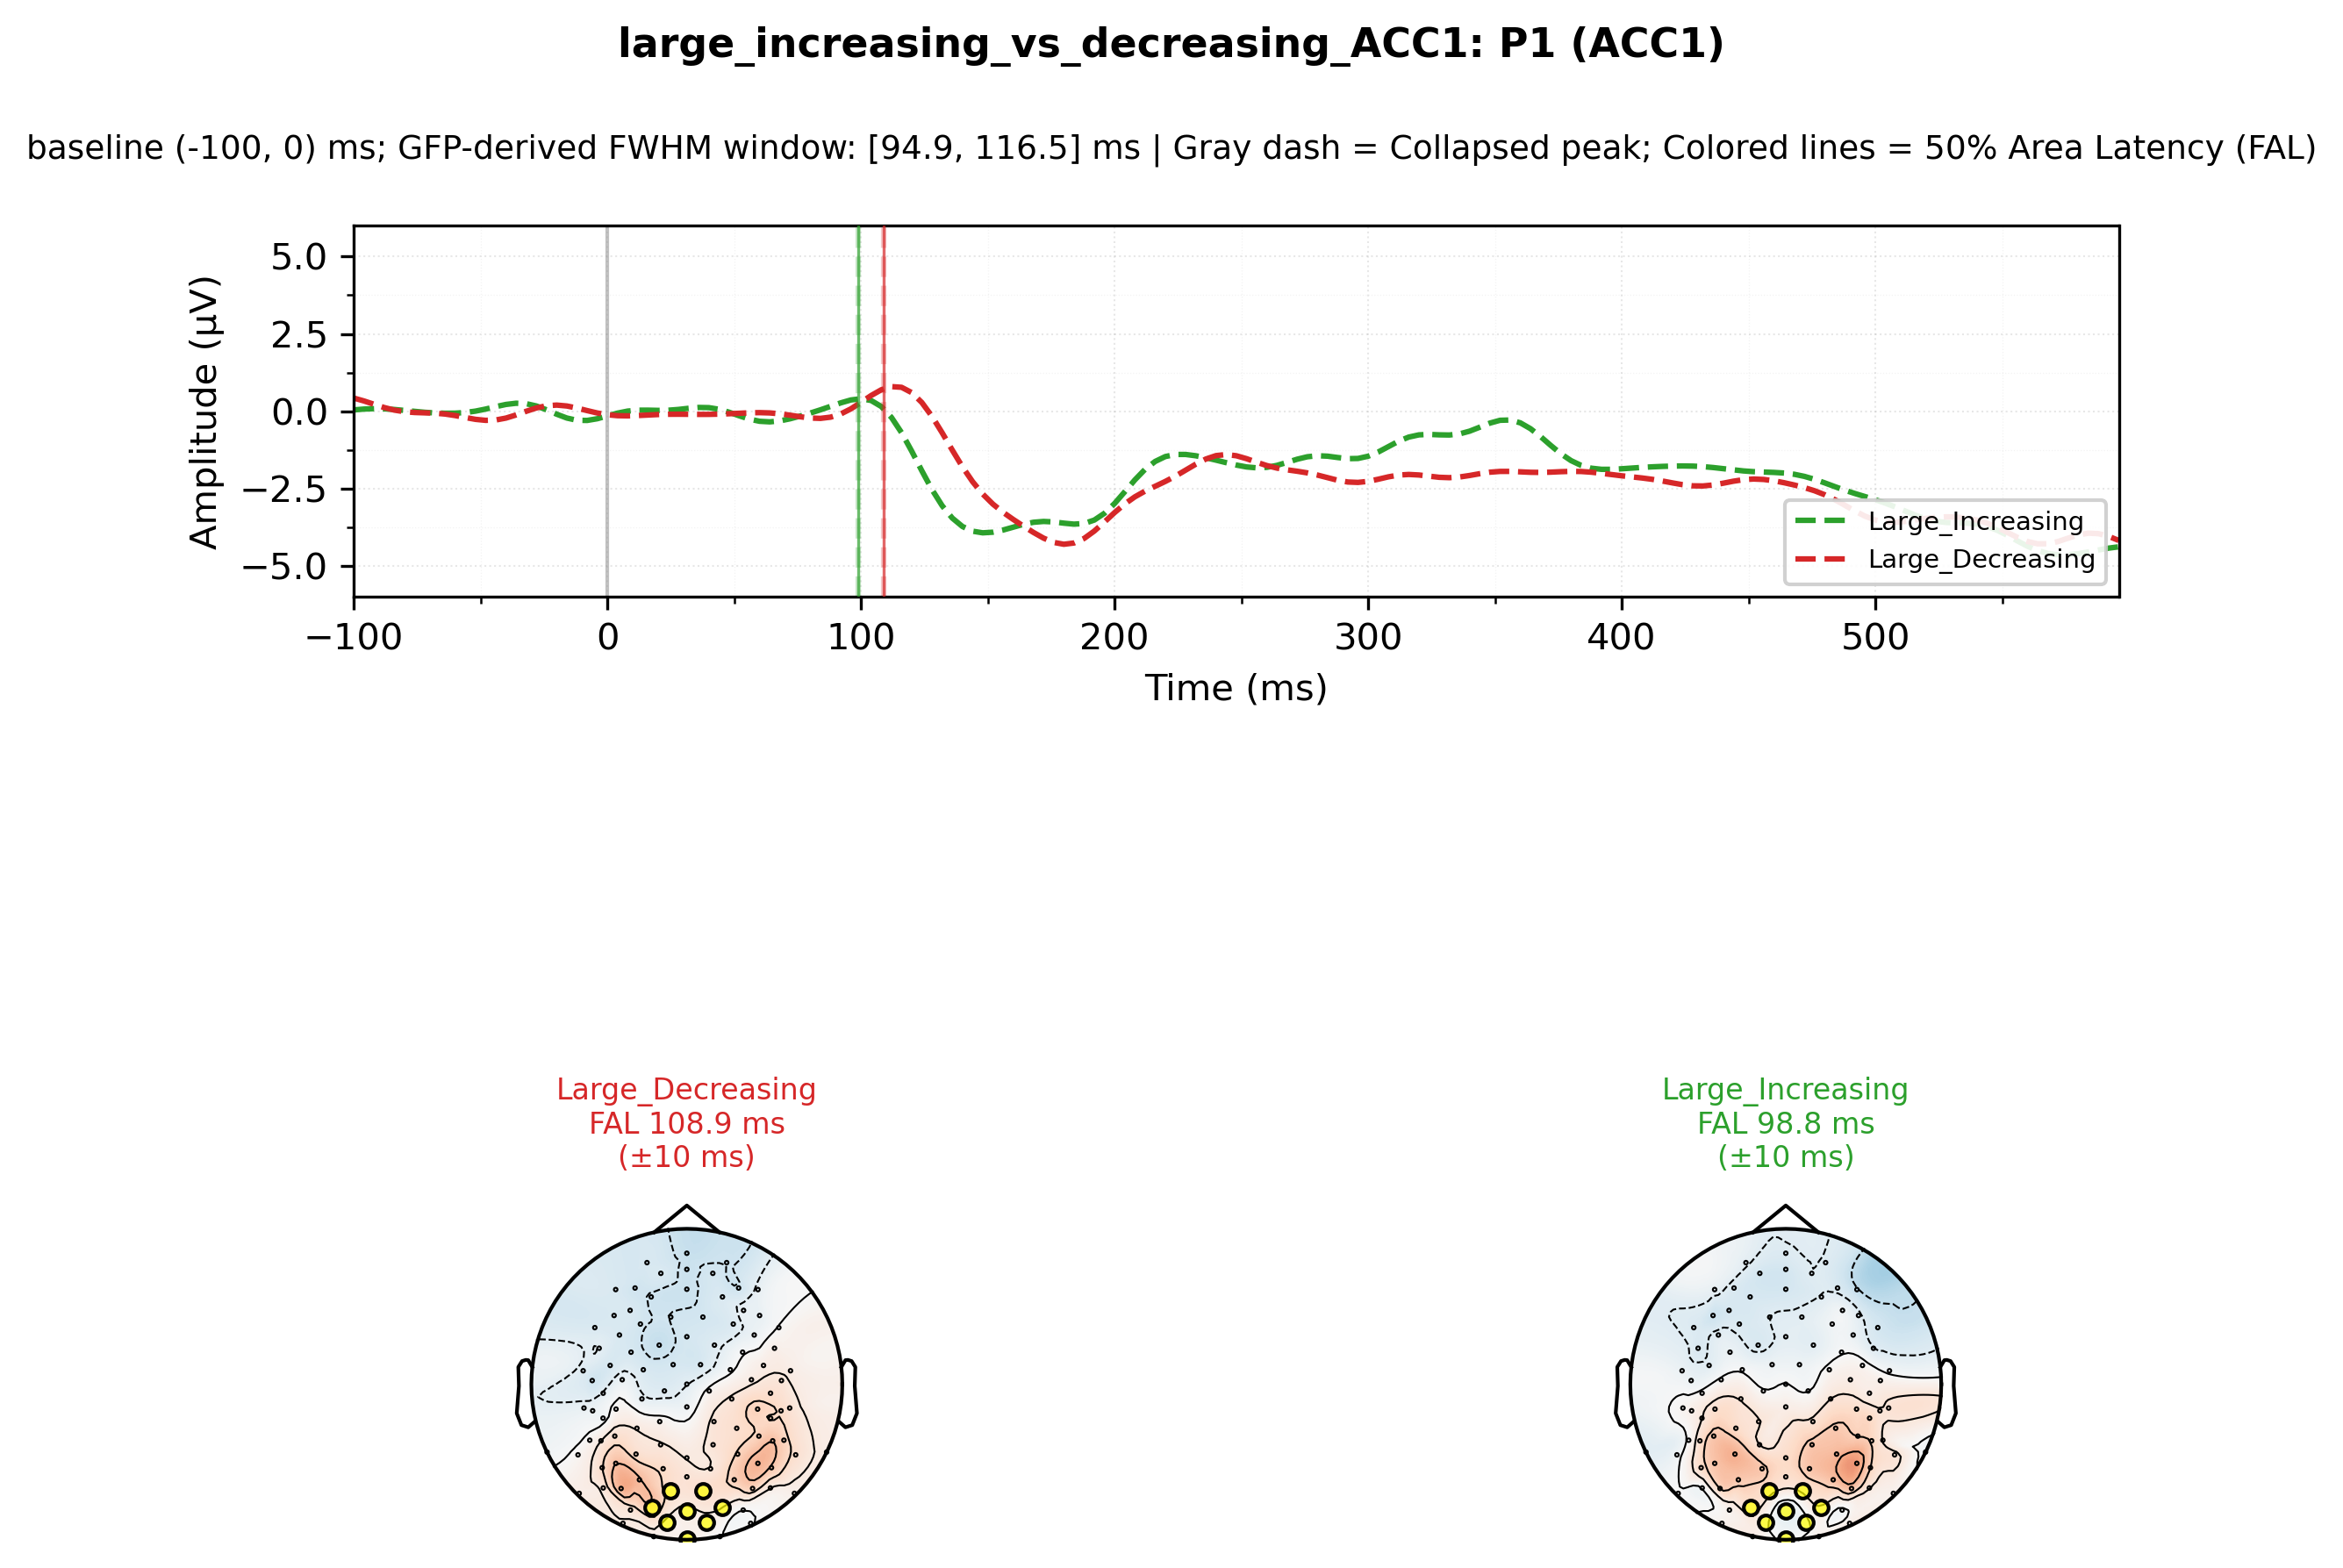 large_increasing_vs_decreasing_ACC1: P1 (ACC1)
baseline (-100, 0) ms; GFP-derived FWHM window: [94.9, 116.5] ms | Gray dash = Collapsed peak; Colored lines = 50% Area Latency (FAL)
Amplitude (µV)
5.0
2.5
0.0
−2.5
−5.0
Large_Increasing
Large_Decreasing
−100 0 100 200 300 400 500
Time (ms)
Large_Decreasing
FAL 108.9 ms
(±10 ms)
Large_Increasing
FAL 98.8 ms
(±10 ms)